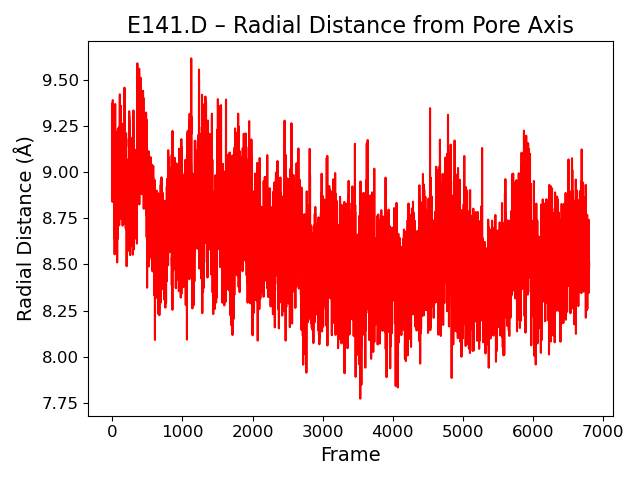 E141.D – Radial Distance from Pore Axis
9.50
9.25
9.00
8.75
8.50
8.25
8.00
7.75
Radial Distance (Å)
0 1000 2000 3000 4000 5000 6000 7000
Frame